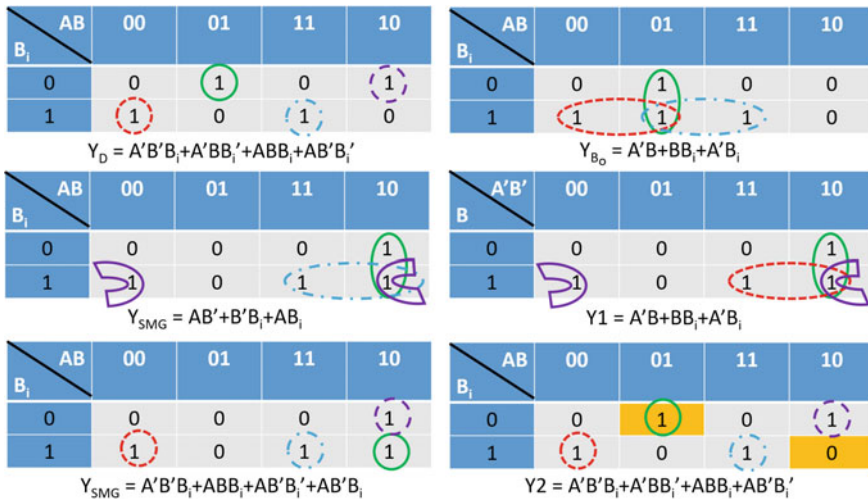 AB 00 01 11 10
Bᵢ
0 0 1 0 1
1 1 0 1 0
Y_D = A'B'Bᵢ+A'BBᵢ'+ABBᵢ+AB'Bᵢ'
AB 00 01 11 10
Bᵢ
0 0 1 0 0
1 1 1 1 0
Y_Bₒ = A'B+BBᵢ+A'Bᵢ
AB 00 01 11 10
Bᵢ
0 0 0 0 1
1 1 0 1 1
Y_SMG = AB'+B'Bᵢ+ABᵢ
A'B' 00 01 11 10
B
0 0 0 0 1
1 1 0 1 1
Y1 = A'B+BBᵢ+A'Bᵢ
AB 00 01 11 10
Bᵢ
0 0 0 0 1
1 1 0 1 1
Y_SMG = A'B'Bᵢ+ABBᵢ+AB'Bᵢ'+AB'Bᵢ
AB 00 01 11 10
Bᵢ
0 0 1 0 1
1 1 0 1 0
Y2 = A'B'Bᵢ+A'BBᵢ'+ABBᵢ+AB'Bᵢ'